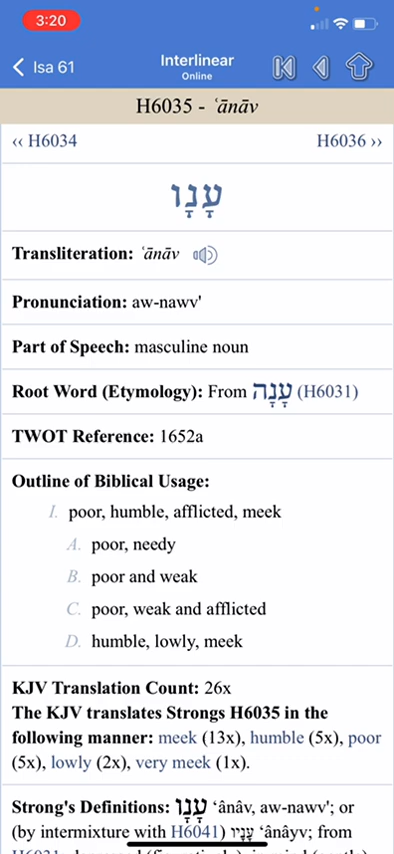 3:20
Isa 61
Interlinear
Online
H6035 - ʿānāv
‹‹ H6034
H6036 ››
עָנָו
Transliteration: ʿānāv
Pronunciation: aw-nawv'
Part of Speech: masculine noun
Root Word (Etymology): From עָנָה (H6031)
TWOT Reference: 1652a
Outline of Biblical Usage:
I. poor, humble, afflicted, meek
A. poor, needy
B. poor and weak
C. poor, weak and afflicted
D. humble, lowly, meek
KJV Translation Count: 26x
The KJV translates Strongs H6035 in the
following manner: meek (13x), humble (5x), poor
(5x), lowly (2x), very meek (1x).
Strong's Definitions: עָנָו ʻânâv, aw-nawv'; or
(by intermixture with H6041) עָנָיו ʻânâyv; from